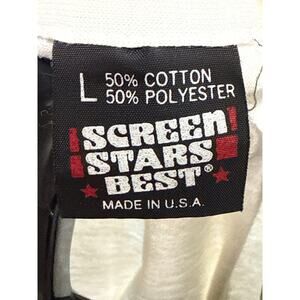 L 50% COTTON
50% POLYESTER
SCREEN
STARS
BEST®
MADE IN U.S.A.